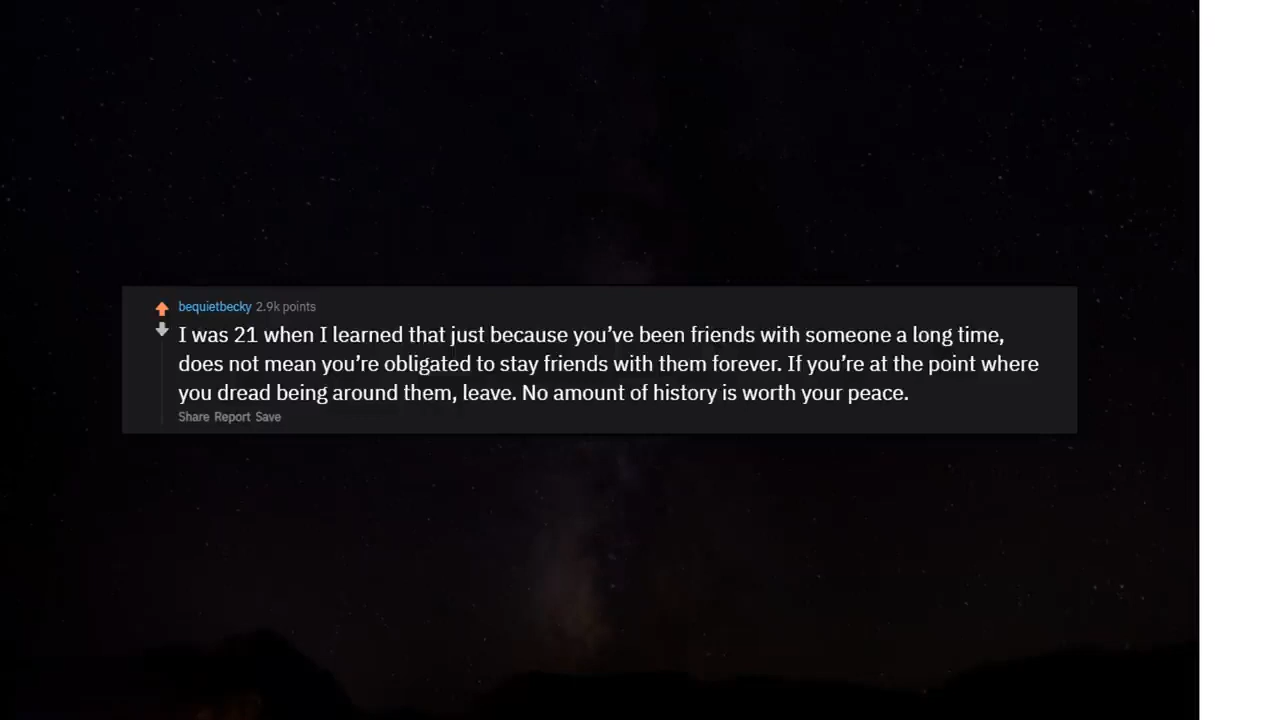 bequietbecky 2.9k points
I was 21 when I learned that just because you’ve been friends with someone a long time,
does not mean you’re obligated to stay friends with them forever. If you’re at the point where
you dread being around them, leave. No amount of history is worth your peace.
Share Report Save